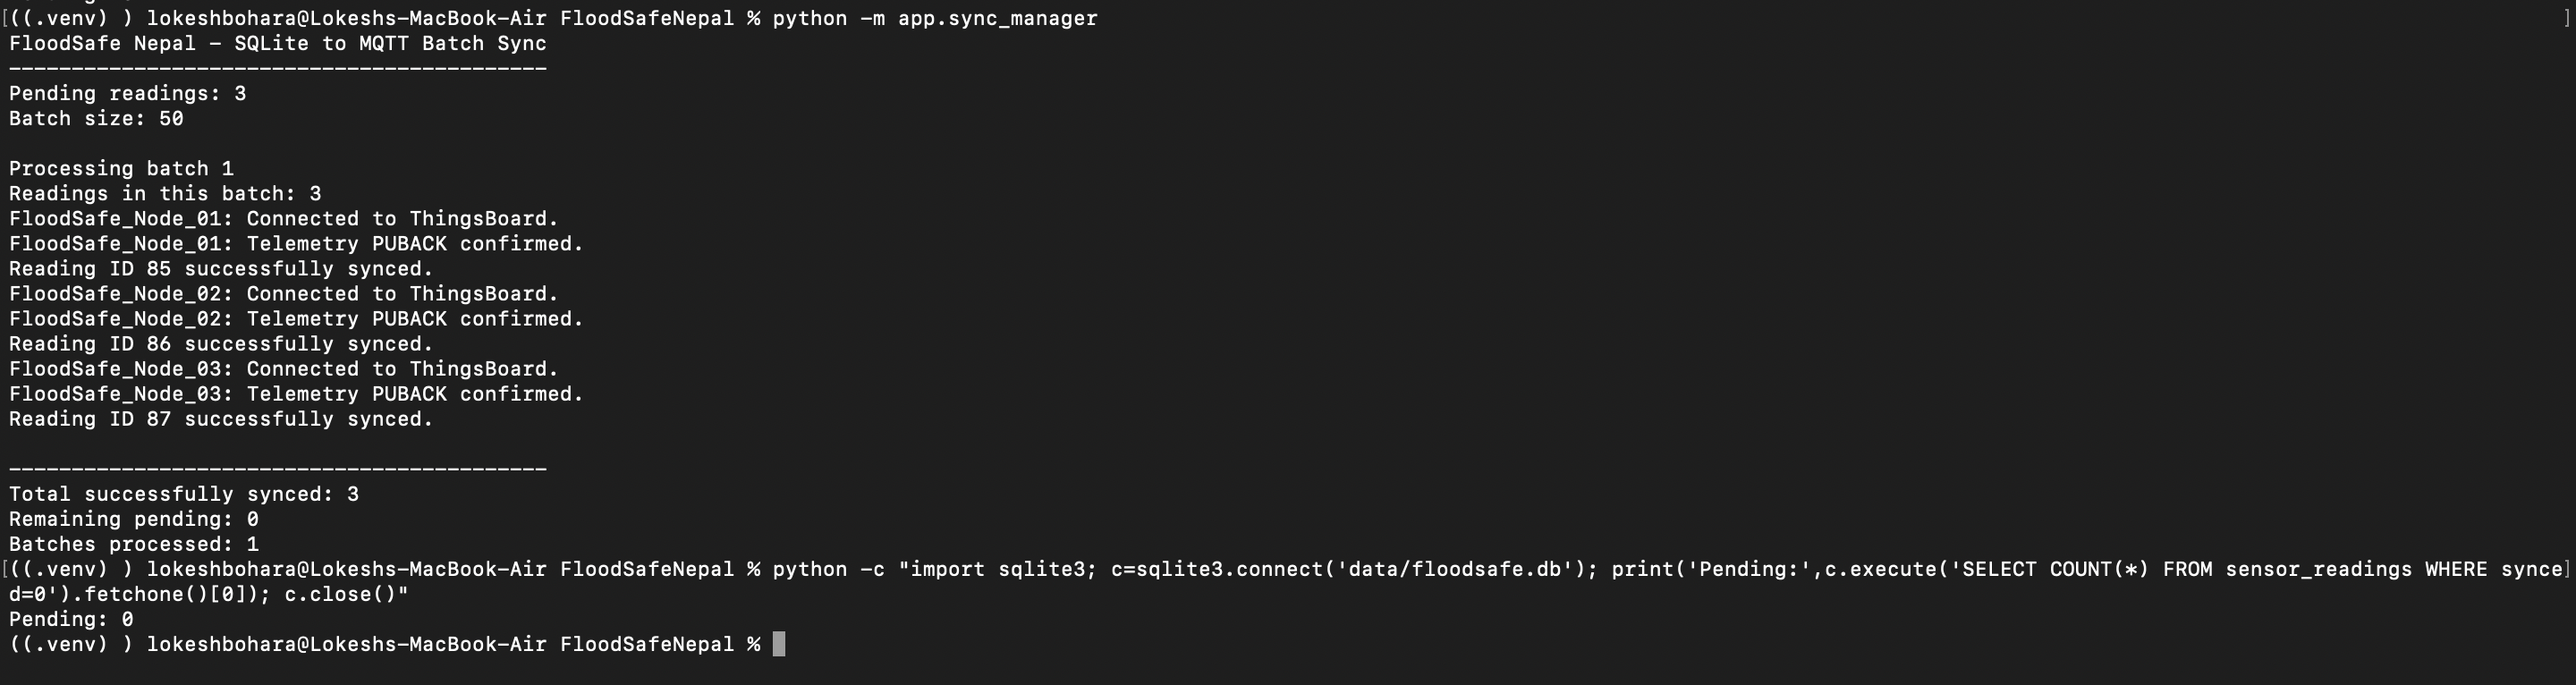 [((.venv) ) lokeshbohara@Lokeshs-MacBook-Air FloodSafeNepal % python -m app.sync_manager ]
FloodSafe Nepal - SQLite to MQTT Batch Sync
-------------------------------------------
Pending readings: 3
Batch size: 50
Processing batch 1
Readings in this batch: 3
FloodSafe_Node_01: Connected to ThingsBoard.
FloodSafe_Node_01: Telemetry PUBACK confirmed.
Reading ID 85 successfully synced.
FloodSafe_Node_02: Connected to ThingsBoard.
FloodSafe_Node_02: Telemetry PUBACK confirmed.
Reading ID 86 successfully synced.
FloodSafe_Node_03: Connected to ThingsBoard.
FloodSafe_Node_03: Telemetry PUBACK confirmed.
Reading ID 87 successfully synced.
-------------------------------------------
Total successfully synced: 3
Remaining pending: 0
Batches processed: 1
[((.venv) ) lokeshbohara@Lokeshs-MacBook-Air FloodSafeNepal % python -c "import sqlite3; c=sqlite3.connect('data/floodsafe.db'); print('Pending:',c.execute('SELECT COUNT(*) FROM sensor_readings WHERE synce]
d=0').fetchone()[0]); c.close()"
Pending: 0
((.venv) ) lokeshbohara@Lokeshs-MacBook-Air FloodSafeNepal %